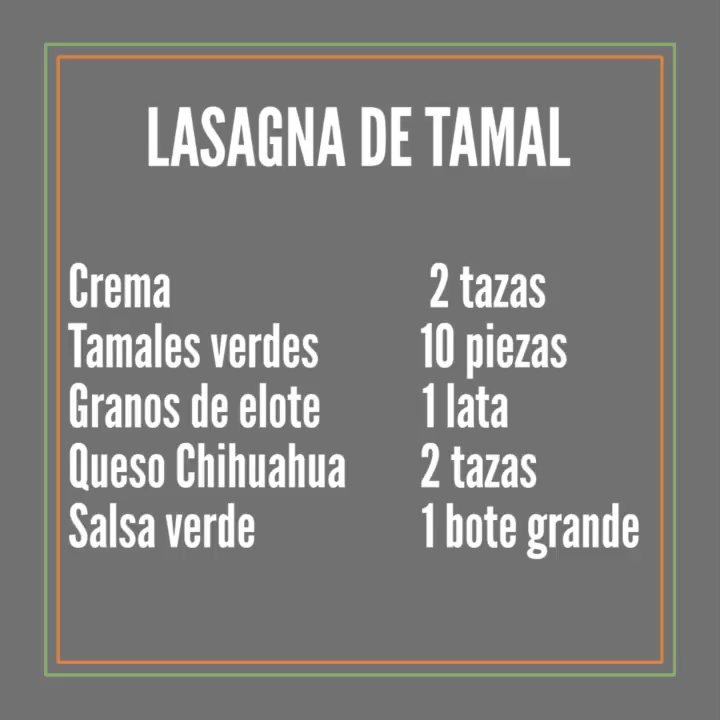 LASAGNA DE TAMAL
Crema 2 tazas
Tamales verdes 10 piezas
Granos de elote 1 lata
Queso Chihuahua 2 tazas
Salsa verde 1 bote grande